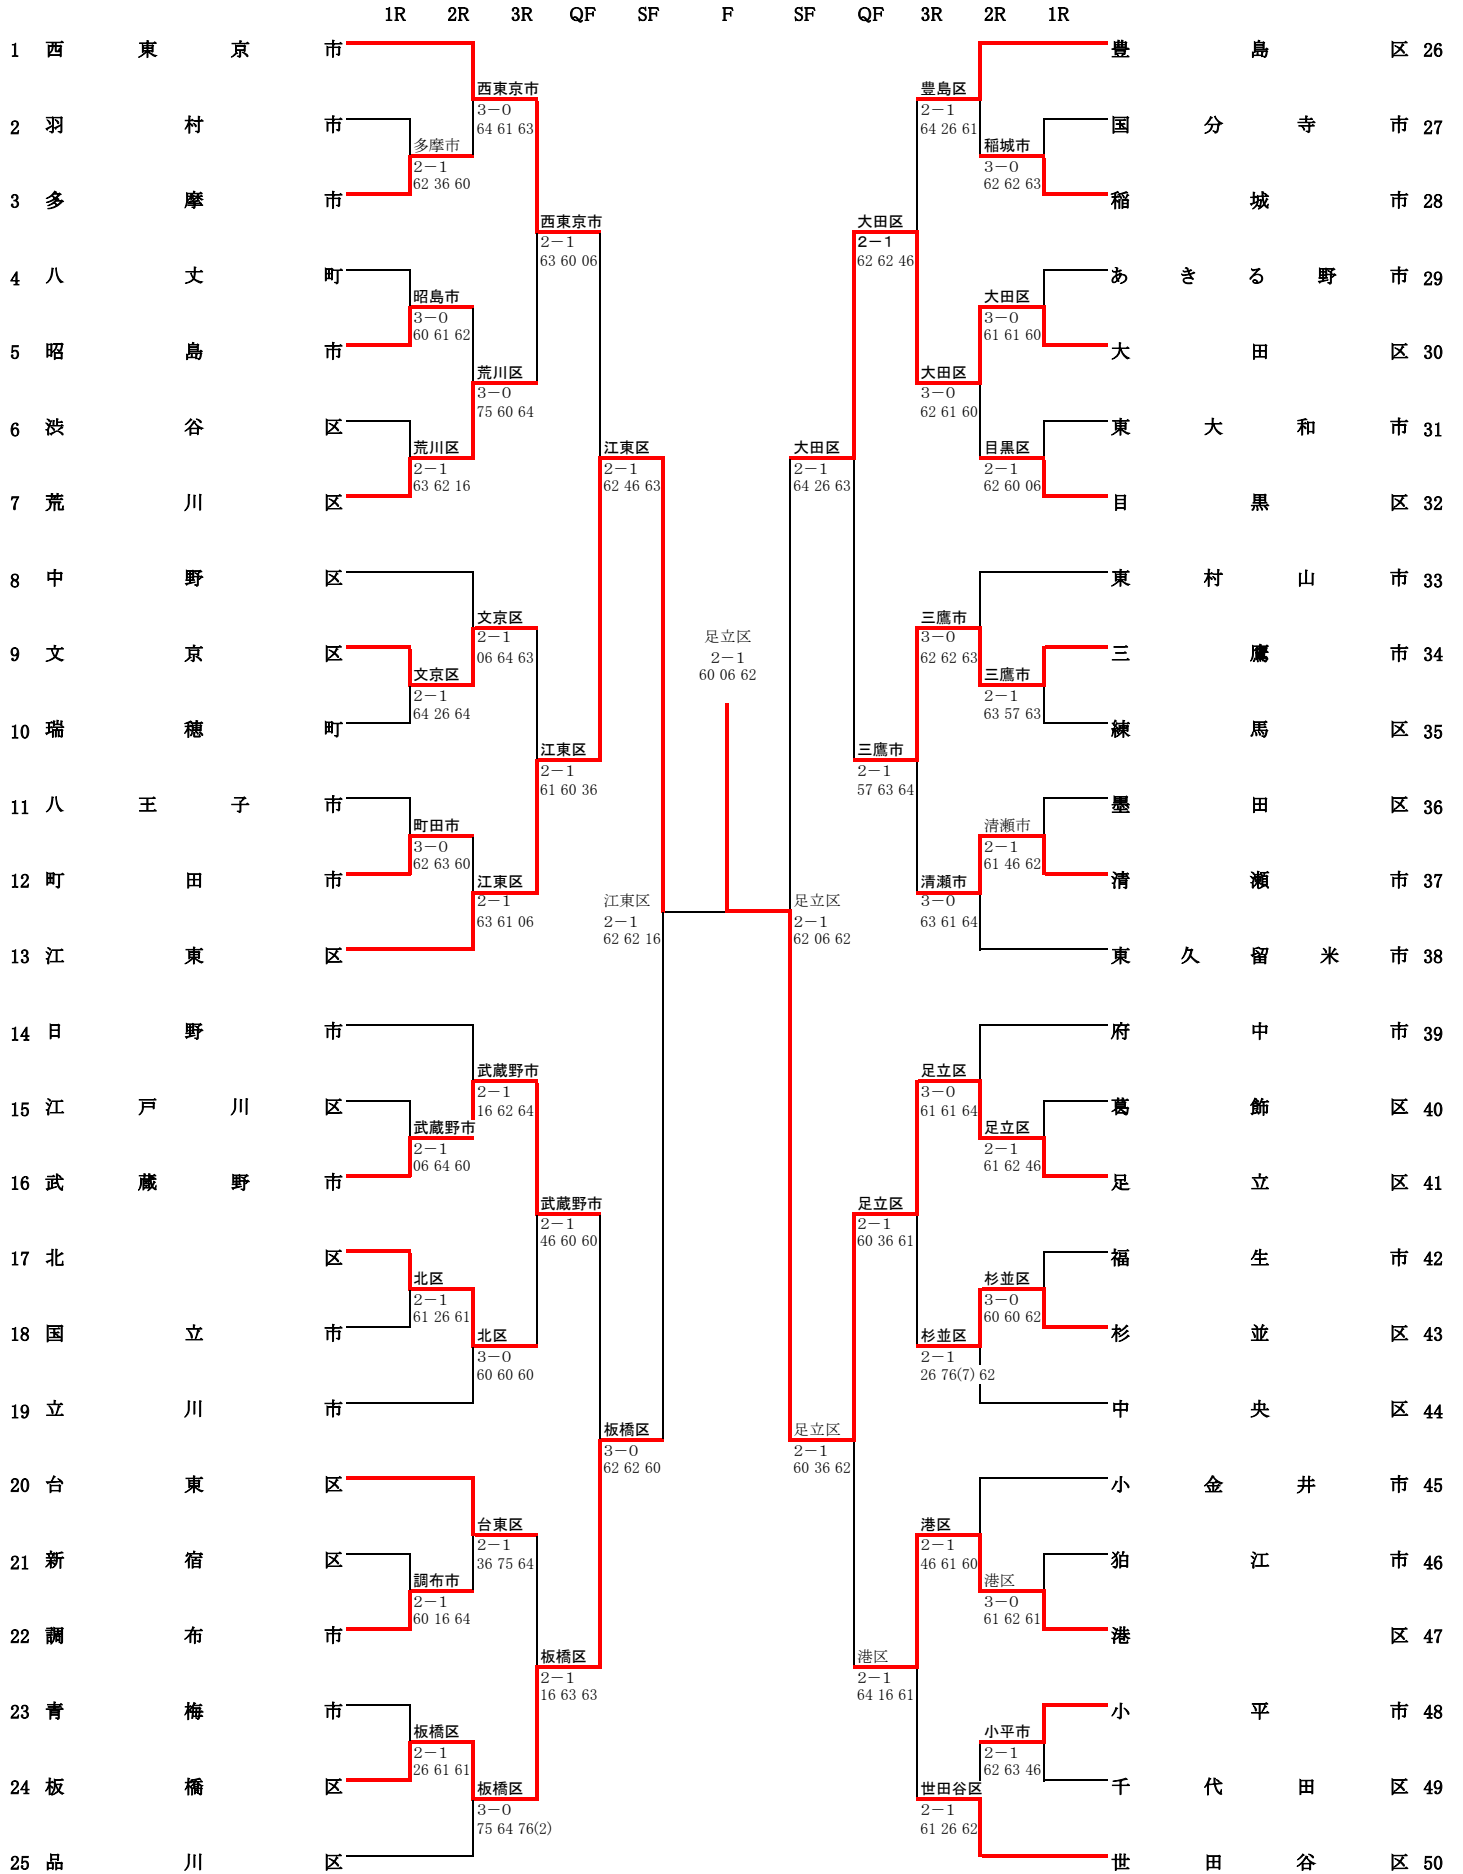 1R 2R 3R QF SF F SF QF 3R 2R 1R
1 西東京市 豊島区 26
西東京市 豊島区
3－0 2－1
64 61 63 64 26 61
2 羽村市 国分寺市 27
多摩市 稲城市
2－1 3－0
62 36 60 62 62 63
3 多摩市 稲城市 28
西東京市 大田区
2－1 2－1
63 60 06 62 62 46
4 八丈町 あきる野市 29
昭島市 大田区
3－0 3－0
60 61 62 61 61 60
5 昭島市 大田区 30
荒川区 大田区
3－0 3－0
75 60 64 62 61 60
6 渋谷区 東大和市 31
荒川区 江東区 大田区 目黒区
2－1 2－1 2－1 2－1
63 62 16 62 46 63 64 26 63 62 60 06
7 荒川区 目黒区 32
8 中野区 東村山市 33
文京区 三鷹市
2－1 足立区 3－0
06 64 63 2－1 62 62 63
9 文京区 60 06 62 三鷹市 34
文京区 三鷹市
2－1 2－1
64 26 64 63 57 63
10 瑞穂町 練馬区 35
江東区 三鷹市
2－1 2－1
61 60 36 57 63 64
11 八王子市 墨田区 36
町田市 清瀬市
3－0 2－1
62 63 60 61 46 62
12 町田市 清瀬市 37
江東区 江東区 足立区 清瀬市
2－1 2－1 2－1 3－0
63 61 06 62 62 16 62 06 62 63 61 64
13 江東区 東久留米市 38
14 日野市 府中市 39
武蔵野市 足立区
2－1 3－0
16 62 64 61 61 64
15 江戸川区 葛飾区 40
武蔵野市 足立区
2－1 2－1
06 64 60 61 62 46
16 武蔵野市 足立区 41
武蔵野市 足立区
2－1 2－1
46 60 60 60 36 61
17 北区 福生市 42
北区 杉並区
2－1 3－0
61 26 61 60 60 62
18 国立市 杉並区 43
北区 杉並区
3－0 2－1
60 60 60 26 76(7) 62
19 立川市 中央区 44
板橋区 足立区
3－0 2－1
62 62 60 60 36 62
20 台東区 小金井市 45
台東区 港区
2－1 2－1
36 75 64 46 61 60
21 新宿区 狛江市 46
調布市 港区
2－1 3－0
60 16 64 61 62 61
22 調布市 港区 47
板橋区 港区
2－1 2－1
16 63 63 64 16 61
23 青梅市 小平市 48
板橋区 小平市
2－1 2－1
26 61 61 62 63 46
24 板橋区 千代田区 49
板橋区 世田谷区
3－0 2－1
75 64 76(2) 61 26 62
25 品川区 世田谷区 50